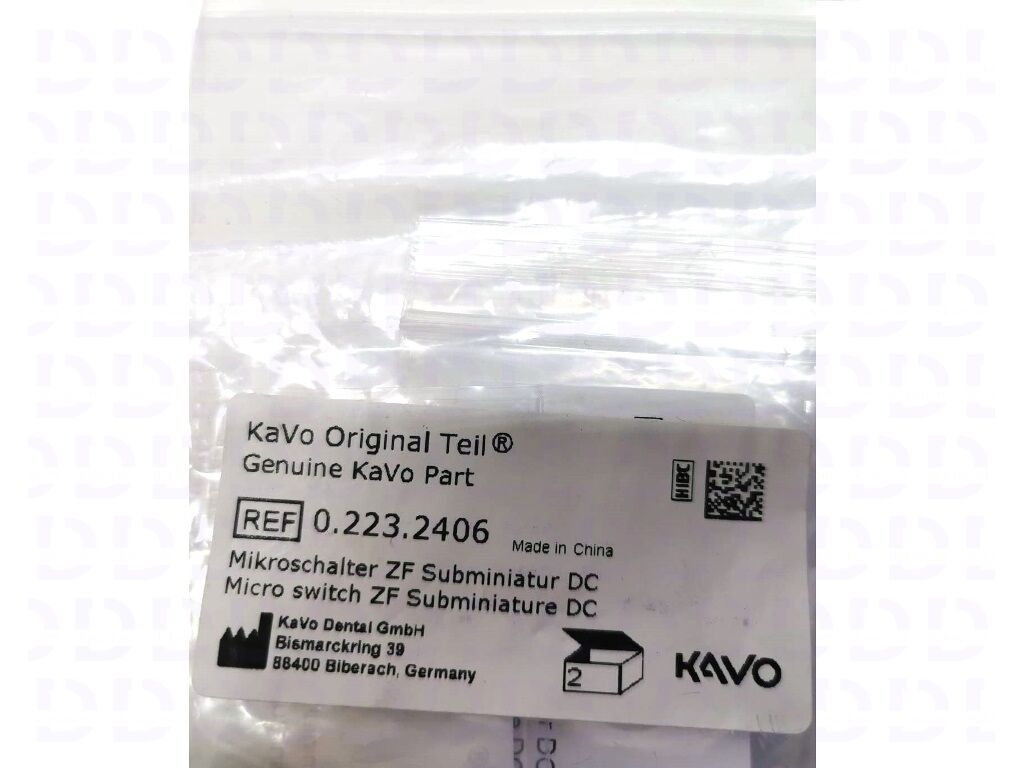 KaVo Original Teil®
Genuine KaVo Part
HIBC
REF 0.223.2406
Made in China
Mikroschalter ZF Subminiatur DC
Micro switch ZF Subminiature DC
KaVo Dental GmbH
Bismarckring 39
88400 Biberach, Germany
2
KAVO